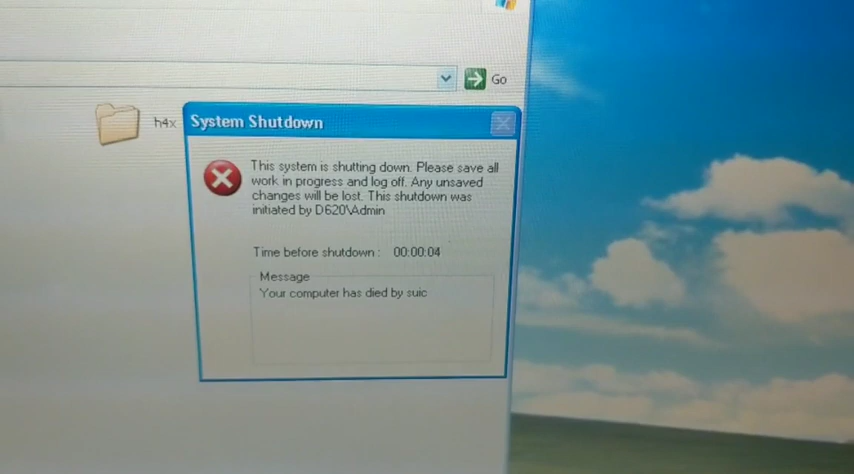 Go
h4x
System Shutdown
This system is shutting down. Please save all
work in progress and log off. Any unsaved
changes will be lost. This shutdown was
initiated by D620\Admin
Time before shutdown : 00:00:04
Message
Your computer has died by suic